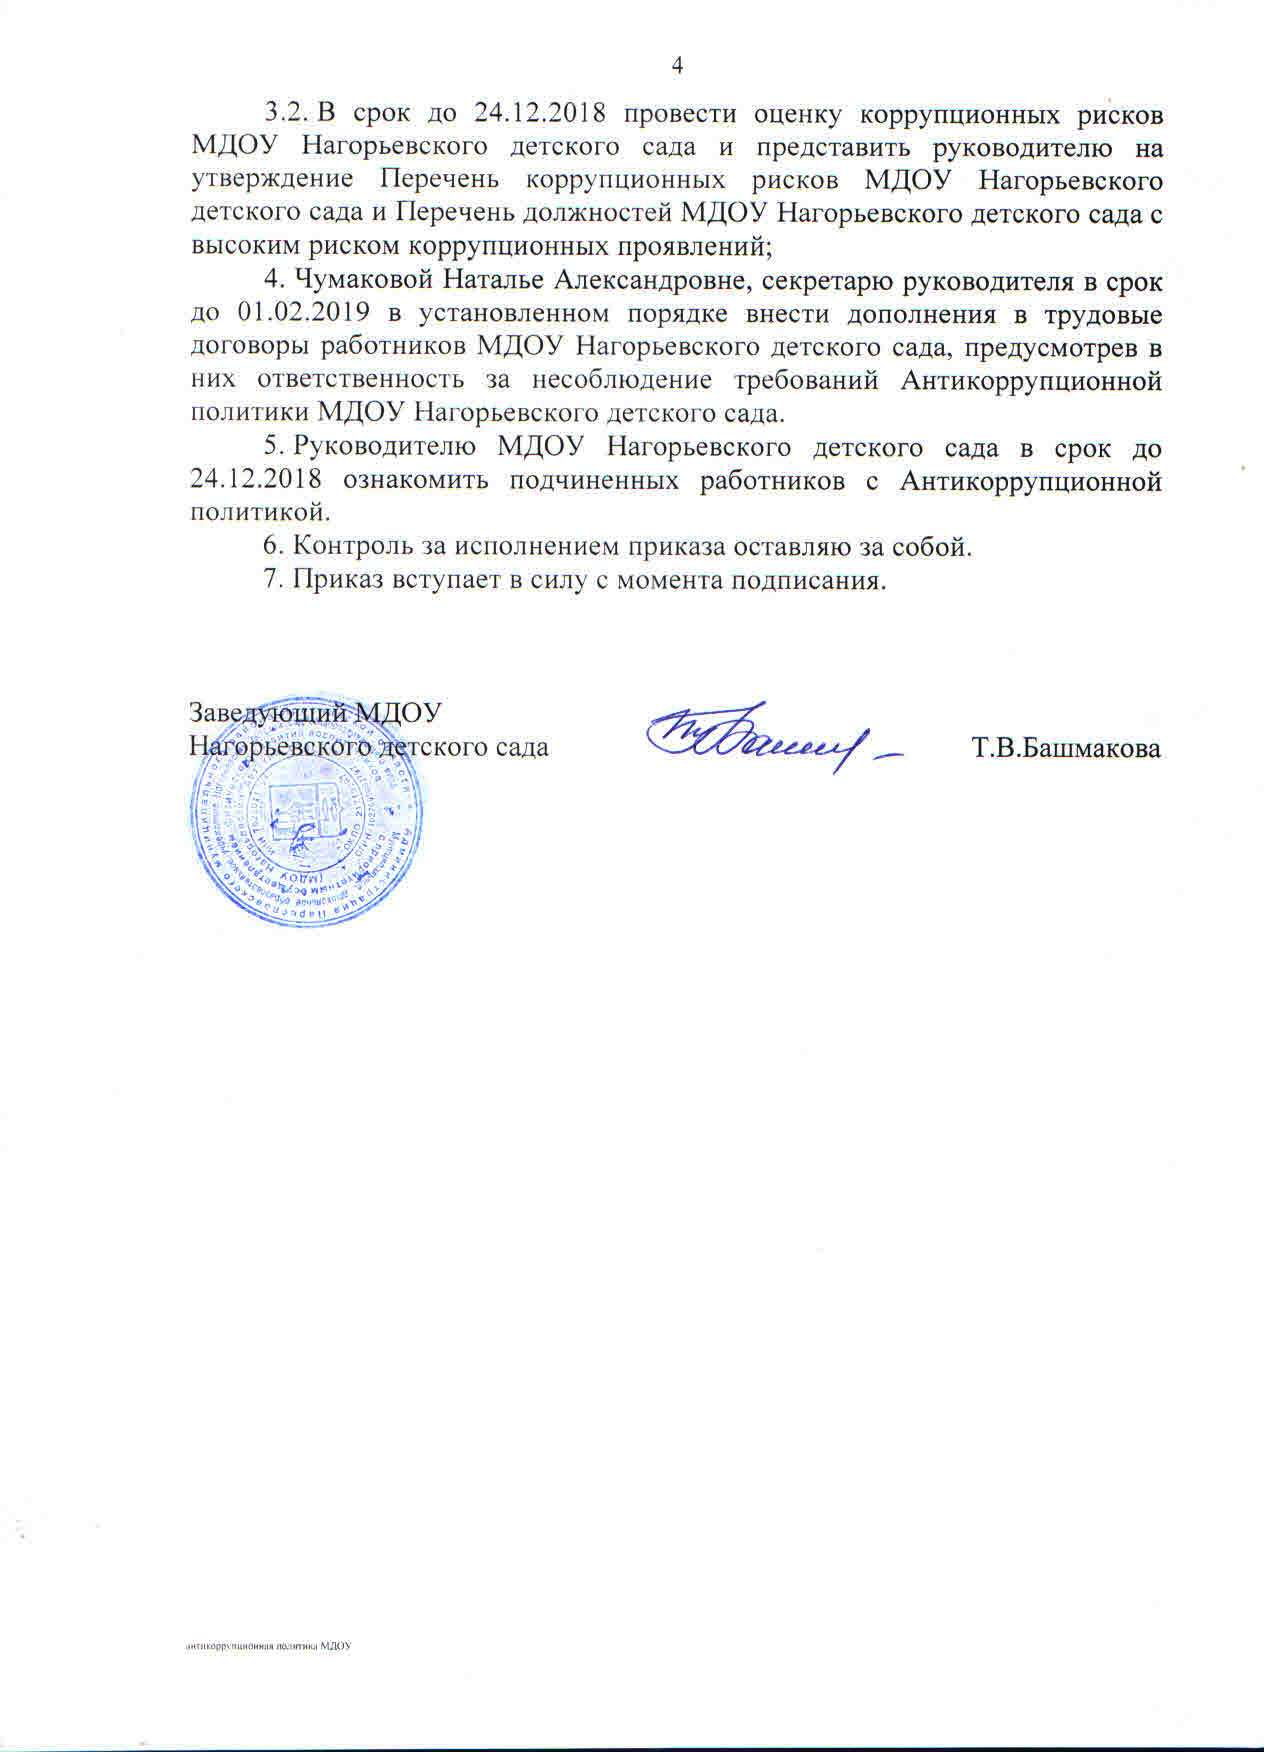 4
3.2. В срок до 24.12.2018 провести оценку коррупционных рисков
МДОУ Нагорьевского детского сада и представить руководителю на
утверждение Перечень коррупционных рисков МДОУ Нагорьевского
детского сада и Перечень должностей МДОУ Нагорьевского детского сада с
высоким риском коррупционных проявлений;
4. Чумаковой Наталье Александровне, секретарю руководителя в срок
до 01.02.2019 в установленном порядке внести дополнения в трудовые
договоры работников МДОУ Нагорьевского детского сада, предусмотрев в
них ответственность за несоблюдение требований Антикоррупционной
политики МДОУ Нагорьевского детского сада.
5. Руководителю МДОУ Нагорьевского детского сада в срок до
24.12.2018 ознакомить подчиненных работников с Антикоррупционной
политикой.
6. Контроль за исполнением приказа оставляю за собой.
7. Приказ вступает в силу с момента подписания.
Заведующий МДОУ
Нагорьевского детского сада Т.В.Башмакова
антикоррупционная политика МДОУ